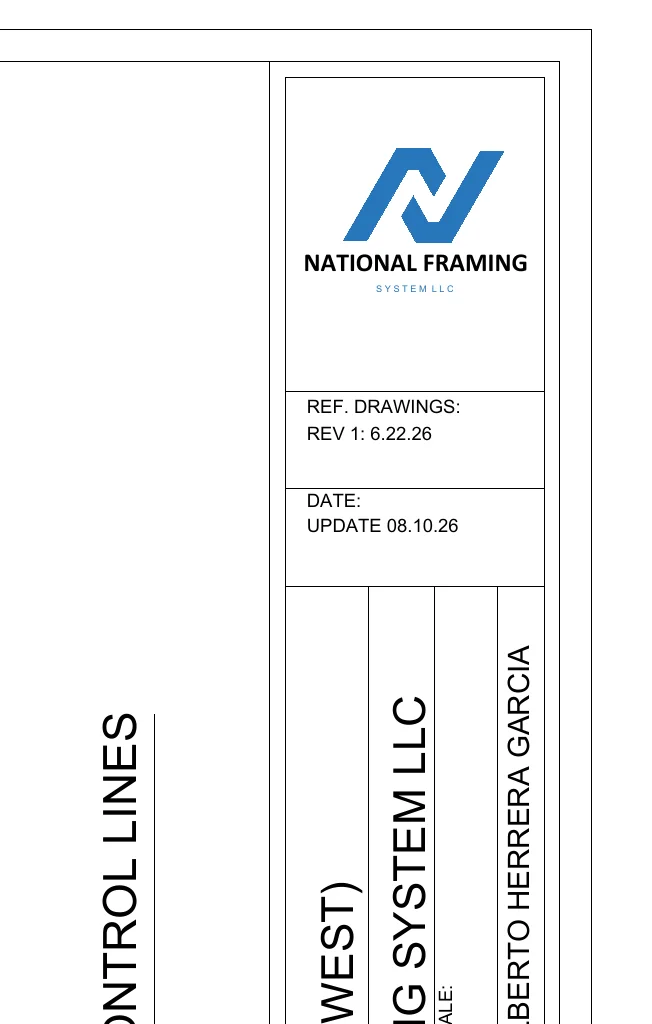 NATIONAL FRAMING
SYSTEM LLC
REF. DRAWINGS:
REV 1: 6.22.26
DATE:
UPDATE 08.10.26
ONTROL LINES
WEST)
NG SYSTEM LLC
ALE:
LBERTO HERRERA GARCIA